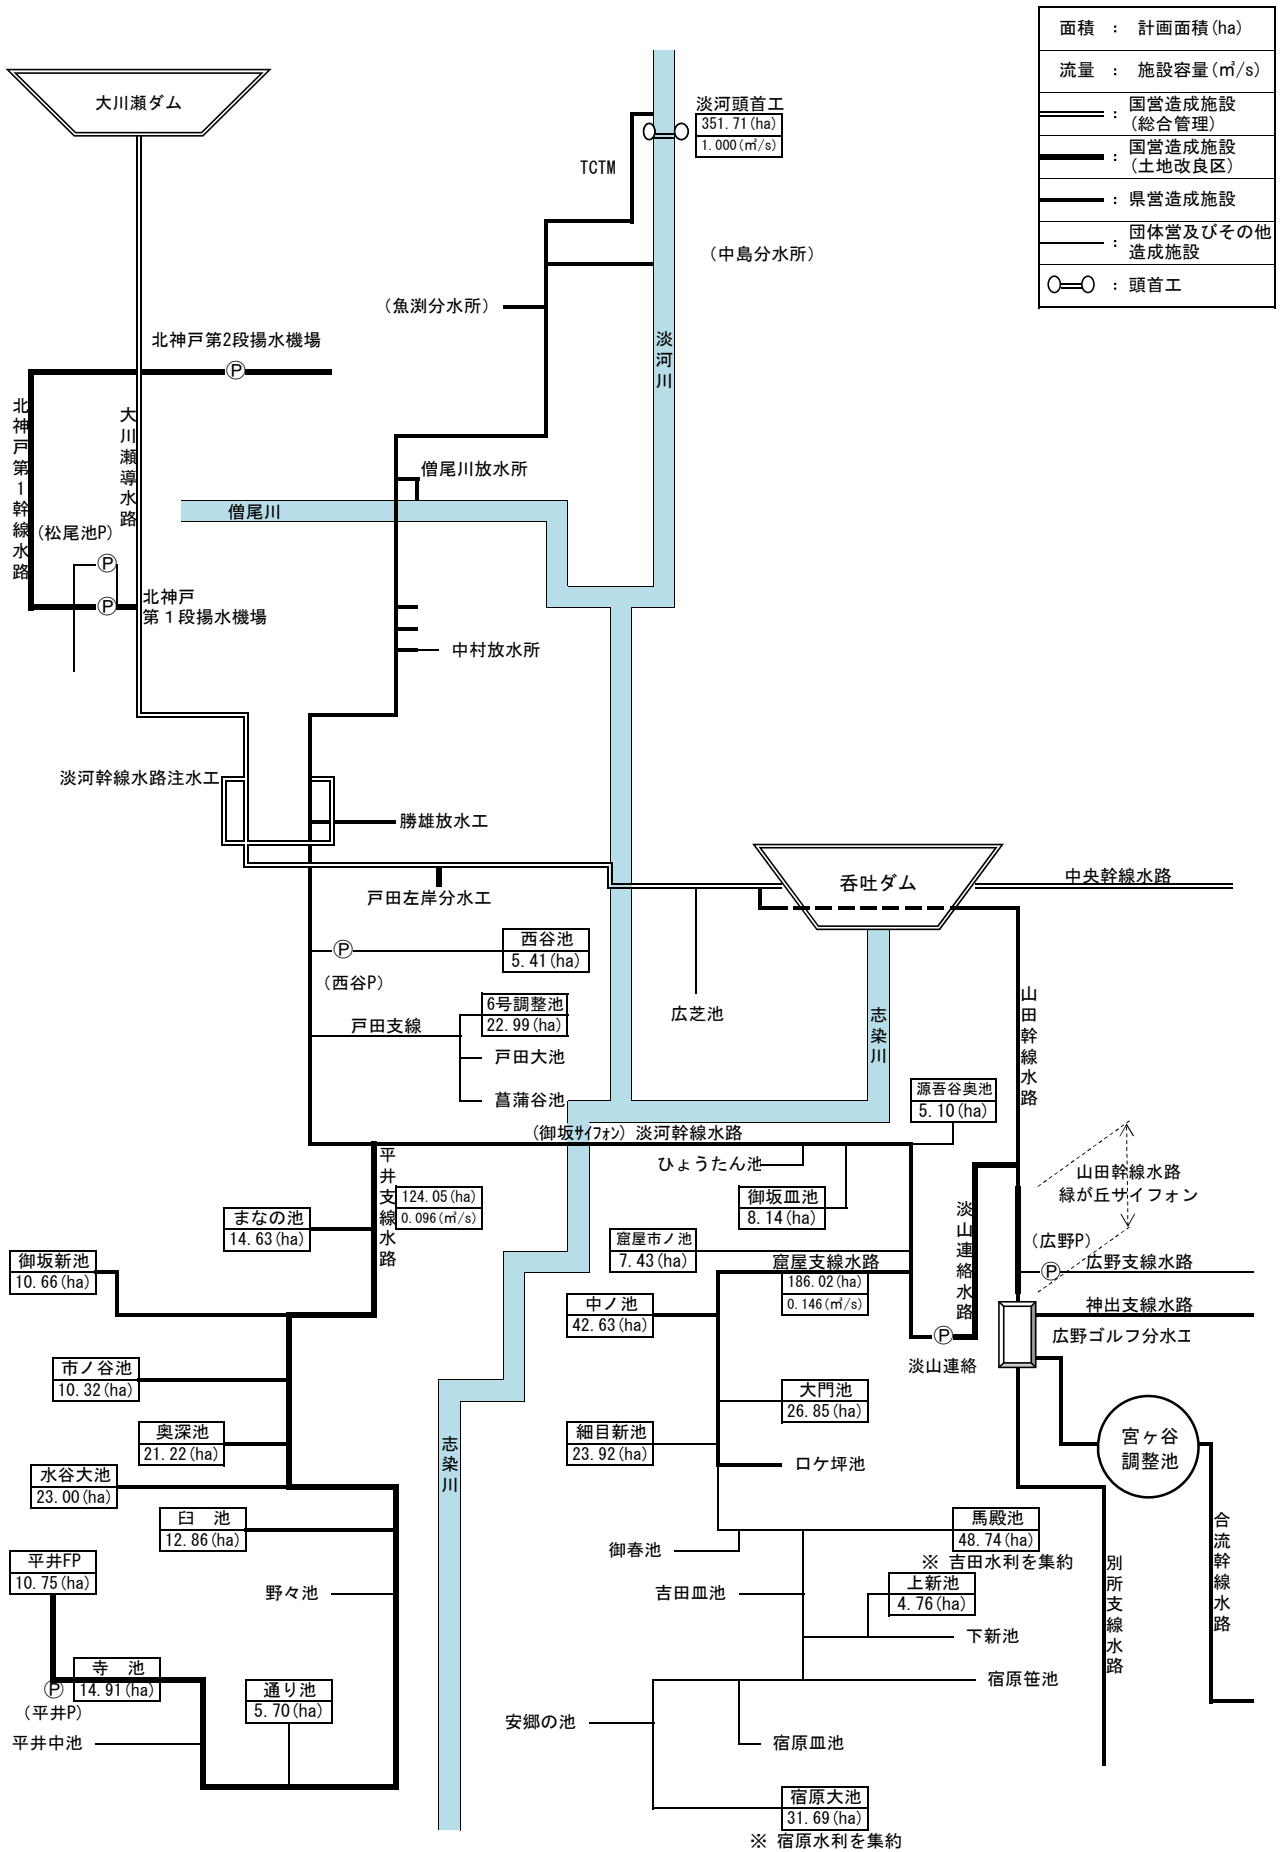 面積 ： 計画面積(ha)
流量 ： 施設容量(㎥/s)
： 国営造成施設
(総合管理)
： 国営造成施設
(土地改良区)
： 県営造成施設
： 団体営及びその他
造成施設
： 頭首工
大川瀬ダム
淡河頭首工
351.71(ha)
1.000(㎥/s)
TCTM
(中島分水所)
(魚渕分水所)
淡河川
北神戸第2段揚水機場
北神戸第1幹線水路
大川瀬導水路
僧尾川放水所
僧尾川
(松尾池P)
P
P
P
北神戸
第１段揚水機場
中村放水所
淡河幹線水路注水工
勝雄放水工
呑吐ダム
中央幹線水路
戸田左岸分水工
西谷池
5.41(ha)
P
(西谷P)
6号調整池
22.99(ha)
戸田支線
戸田大池
菖蒲谷池
広芝池
志染川
山田幹線水路
源吾谷奥池
5.10(ha)
(御坂サイフォン) 淡河幹線水路
ひょうたん池
平井支線水路
124.05(ha)
0.096(㎥/s)
御坂皿池
8.14(ha)
山田幹線水路
緑が丘サイフォン
まなの池
14.63(ha)
窟屋市ノ池
7.43(ha)
淡山連絡水路
(広野P)
P
広野支線水路
御坂新池
10.66(ha)
窟屋支線水路
186.02(ha)
0.146(㎥/s)
中ノ池
42.63(ha)
神出支線水路
P
淡山連絡
広野ゴルフ分水工
市ノ谷池
10.32(ha)
大門池
26.85(ha)
奥深池
21.22(ha)
細目新池
23.92(ha)
志染川
宮ヶ谷
調整池
水谷大池
23.00(ha)
ロケ坪池
臼　池
12.86(ha)
馬殿池
48.74(ha)
※ 吉田水利を集約
合流幹線水路
御春池
平井FP
10.75(ha)
野々池
吉田皿池
上新池
4.76(ha)
別所支線水路
下新池
寺　池
14.91(ha)
P
(平井P)
通り池
5.70(ha)
宿原笹池
平井中池
安郷の池
宿原皿池
宿原大池
31.69(ha)
※ 宿原水利を集約